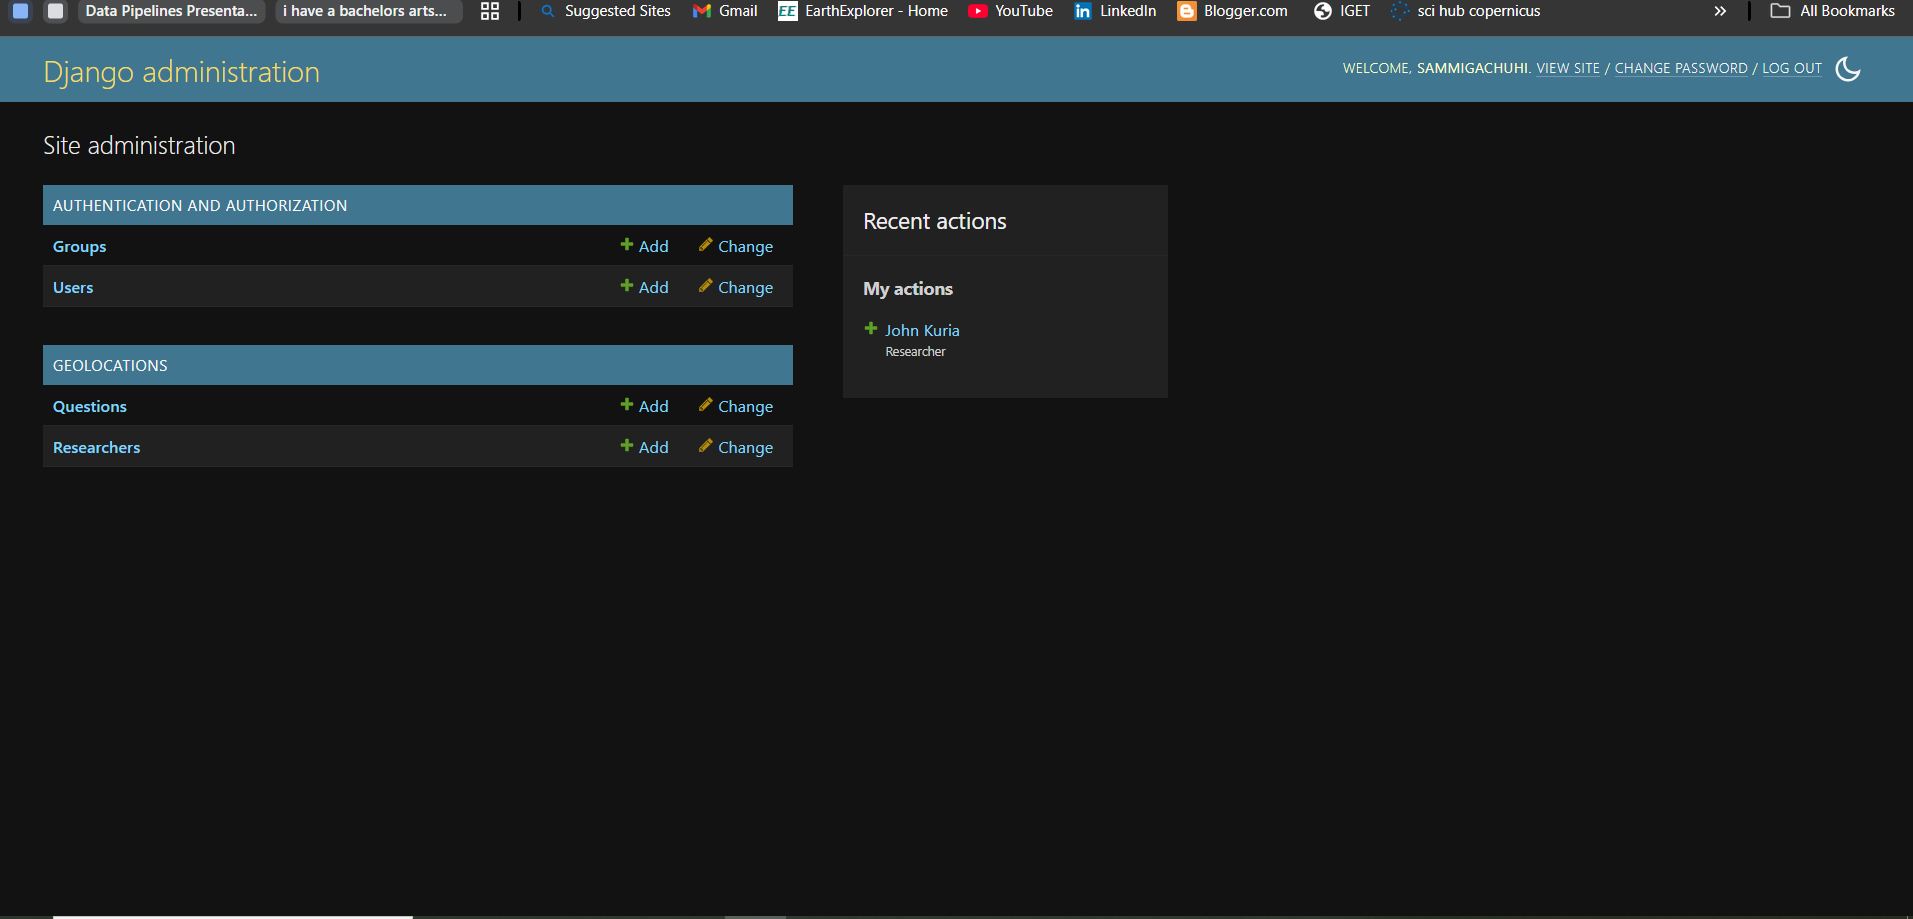 Data Pipelines Presenta... i have a bachelors arts... Suggested Sites Gmail EE EarthExplorer - Home YouTube in LinkedIn Blogger.com IGET sci hub copernicus » All Bookmarks
Django administration WELCOME, SAMMIGACHUHI. VIEW SITE / CHANGE PASSWORD / LOG OUT
Site administration
AUTHENTICATION AND AUTHORIZATION
Groups Add Change
Users Add Change
GEOLOCATIONS
Questions Add Change
Researchers Add Change
Recent actions
My actions
John Kuria
Researcher